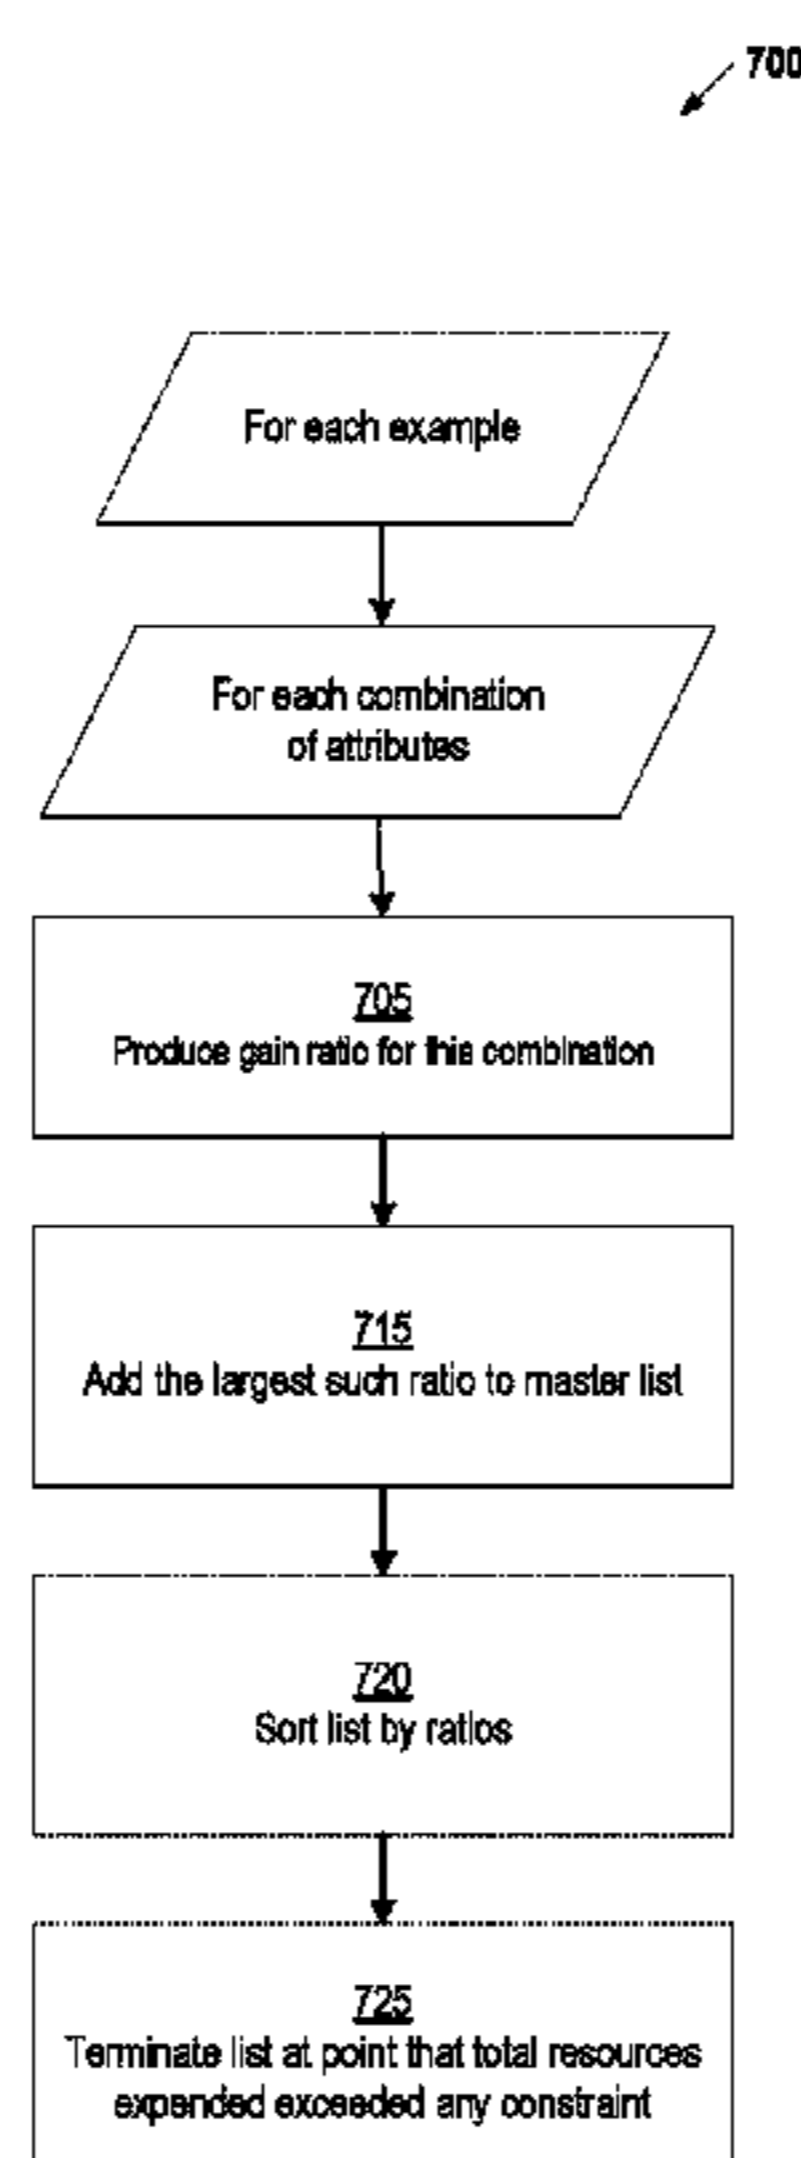 700
For each example
For each combination
of attributes
705
Produce gain ratio for this combination
715
Add the largest such ratio to master list
720
Sort list by ratios
725
Terminate list at point that total resources
expended exceeded any constraint